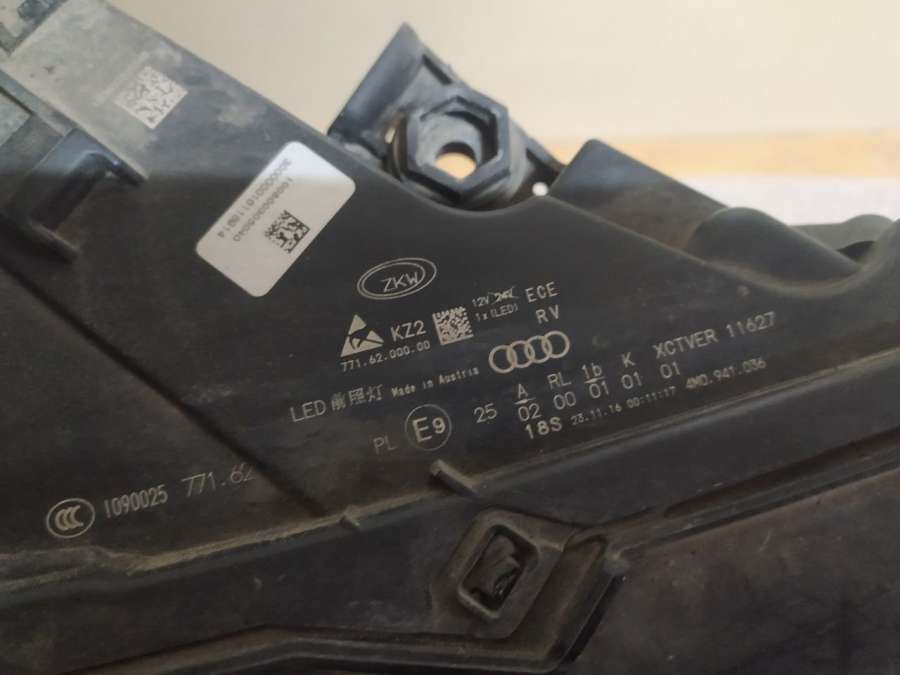 ZKW
KZ2
12V 24V ECE
1x(LED) RV
771.62.000.00
LED 前照灯 Made in Austria
PL E9 25 A RL 1b K XCTVER 11627
02 00 01 01 01
18S 23.11.16 00:11:17 4M0.941.036
CCC I090025 771.62